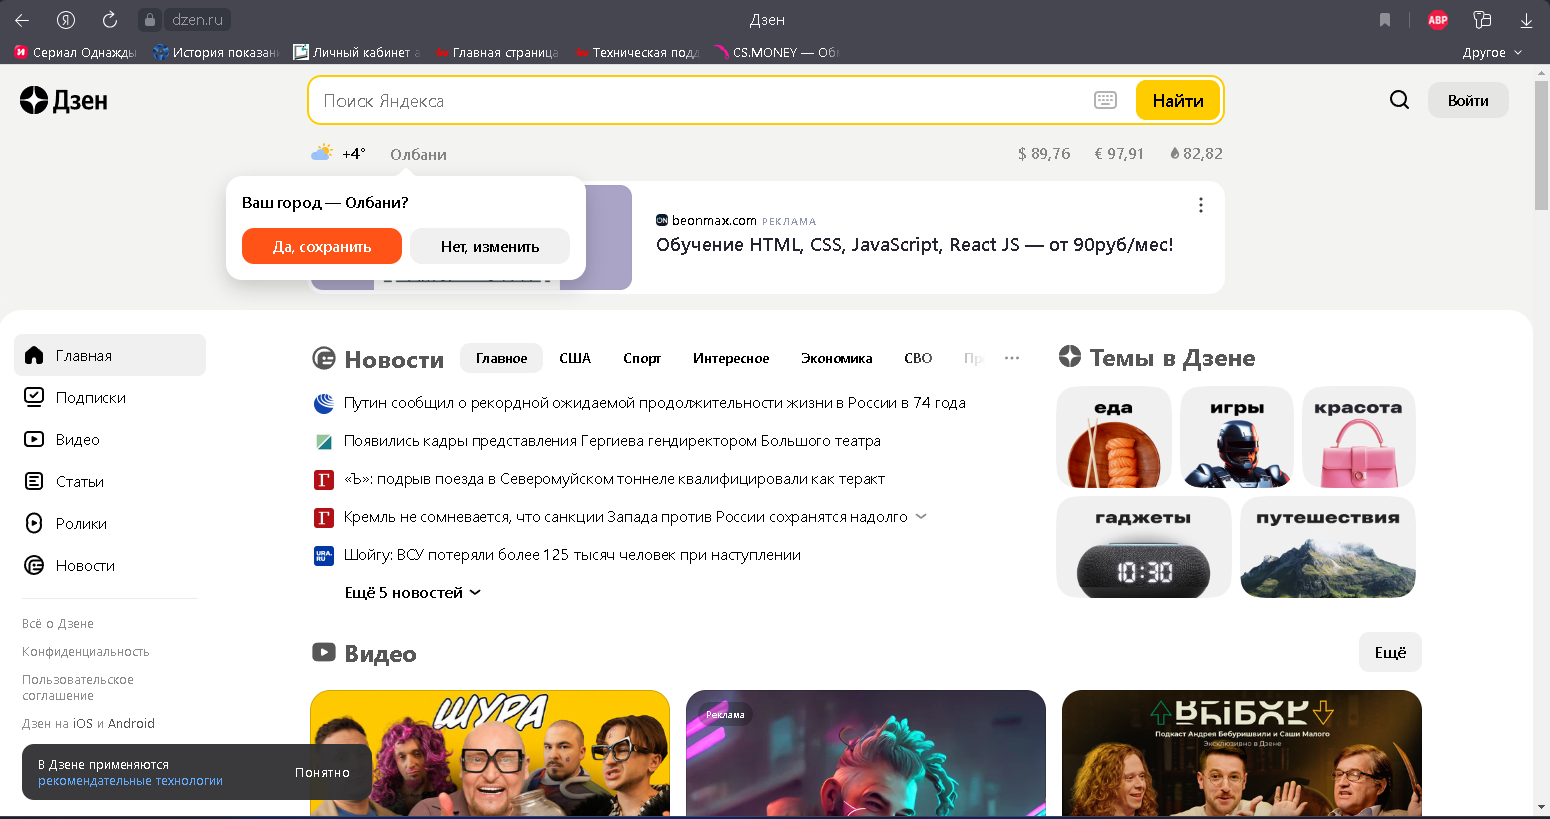 dzen.ru
Дзен
ABP
Сериал Однажды
История показан
Личный кабинет
Главная страница
Техническая подд
CS.MONEY — Об
Другое
Дзен
Поиск Яндекса
Найти
Войти
+4°
Олбани
$ 89,76
€ 97,91
82,82
Ваш город — Олбани?
Да, сохранить
Нет, изменить
beonmax.com РЕКЛАМА
Обучение HTML, CSS, JavaScript, React JS — от 90руб/мес!
Главная
Подписки
Видео
Статьи
Ролики
Новости
Всё о Дзене
Конфиденциальность
Пользовательское
соглашение
Дзен на iOS и Android
В Дзене применяются
рекомендательные технологии
Понятно
Новости
Главное
США
Спорт
Интересное
Экономика
СВО
Пр
Путин сообщил о рекордной ожидаемой продолжительности жизни в России в 74 года
Появились кадры представления Гергиева гендиректором Большого театра
Г
«Ъ»: подрыв поезда в Северомуйском тоннеле квалифицировали как теракт
Г
Кремль не сомневается, что санкции Запада против России сохранятся надолго
URA.RU
Шойгу: ВСУ потеряли более 125 тысяч человек при наступлении
Ещё 5 новостей
Темы в Дзене
еда
игры
красота
гаджеты
10:30
путешествия
Видео
Ещё
ШУРА
Реклама
ВЫБОР
Подкаст Андрея Бебуришвили и Саши Малого
Эксклюзивно в Дзене